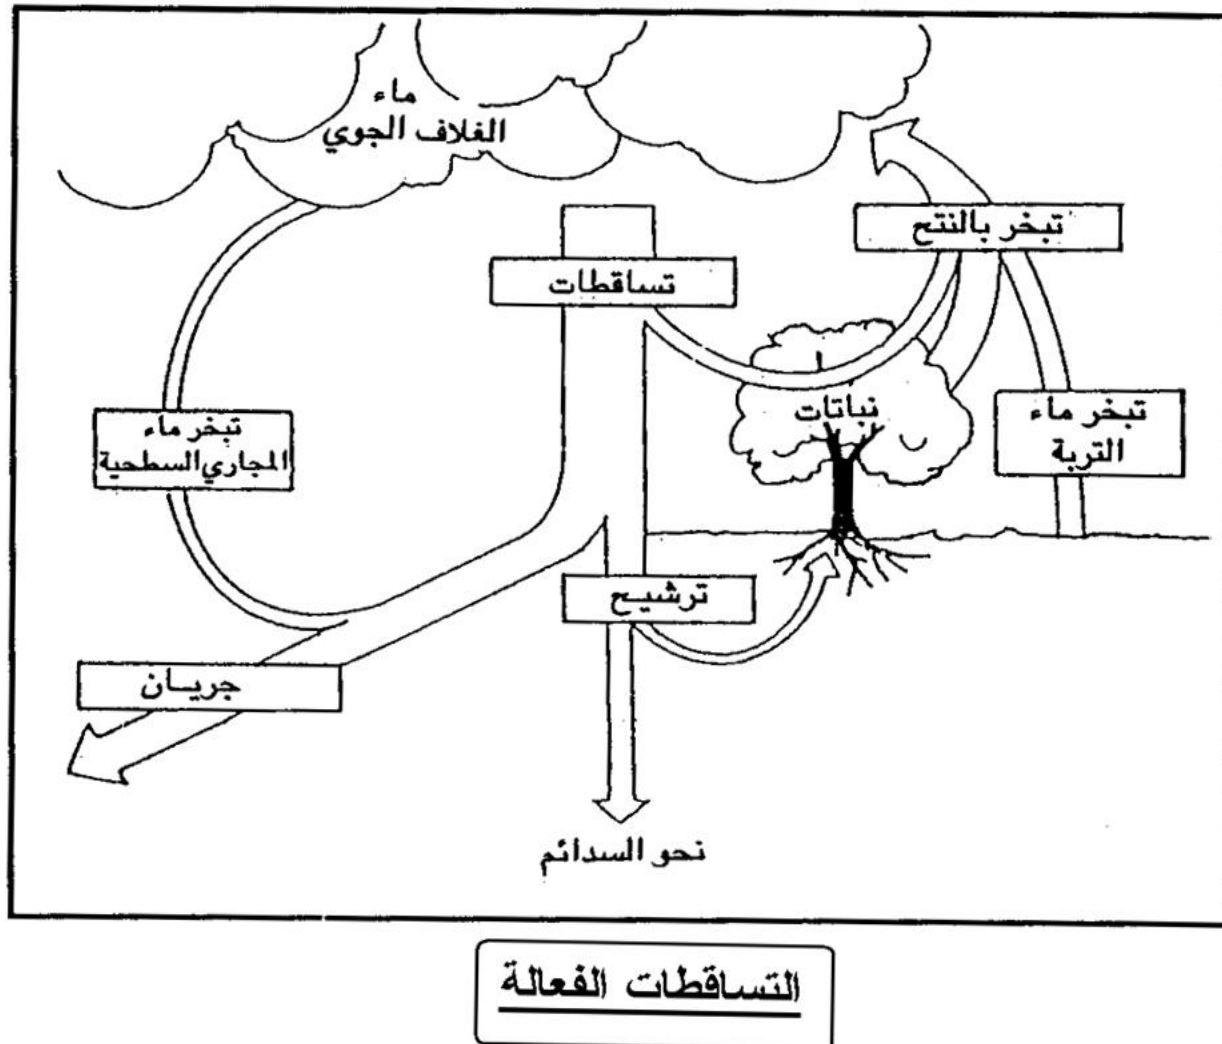 ماء
الغلاف الجوي
تبخر بالنتح
تساقطات
نباتات
تبخر ماء
التربة
تبخر ماء
المجاري السطحية
ترشيح
جريان
نحو السدائم
التساقطات الفعالة